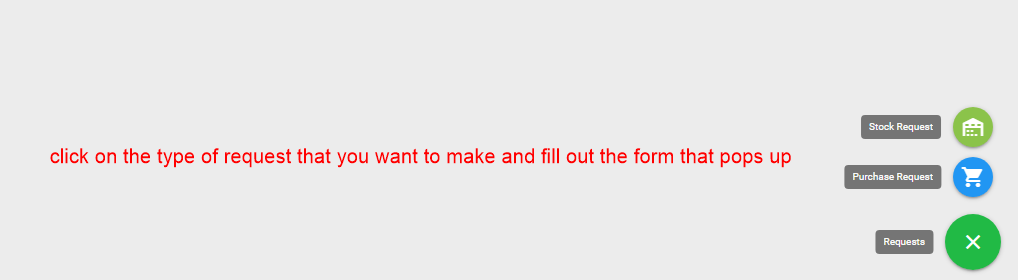 Stock Request
click on the type of request that you want to make and fill out the form that pops up
Purchase Request
Requests